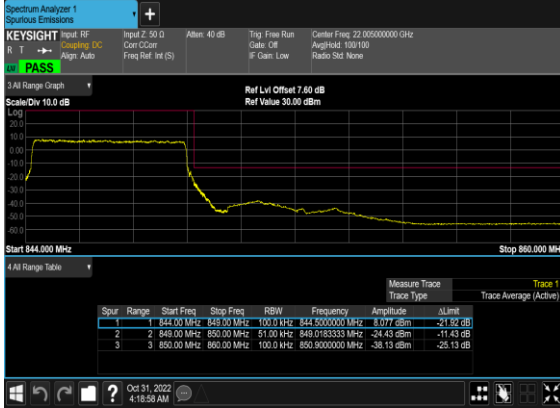 Spectrum Analyzer 1
Spurious Emissions
+
KEYSIGHT Input: RF Input Z: 50 Ω Atten: 40 dB Trig: Free Run Center Freq: 22.005000000 GHz
R T Coupling: DC Corr CCorr Gate: Off Avg|Hold: 100/100
Align: Auto Freq Ref: Int (S) IF Gain: Low Radio Std: None
LXI PASS
3 All Range Graph
Ref Lvl Offset 7.60 dB
Scale/Div 10.0 dB Ref Value 30.00 dBm
Log
20.0
10.0
0.00
-10.0
-20.0
-30.0
-40.0
-50.0
-60.0
Start 844.000 MHz Stop 860.000 MH
4 All Range Table
Measure Trace Trace 1
Trace Type Trace Average (Active)
Spur Range Start Freq Stop Freq RBW Frequency Amplitude ΔLimit
1 1 844.00 MHz 849.00 MHz 100.0 kHz 844.5000000 MHz 8.077 dBm -21.92 dB
2 2 849.00 MHz 850.00 MHz 51.00 kHz 849.0183333 MHz -24.43 dBm -11.43 dB
3 3 850.00 MHz 860.00 MHz 100.0 kHz 850.9000000 MHz -38.13 dBm -25.13 dB
?
Oct 31, 2022
4:18:58 AM